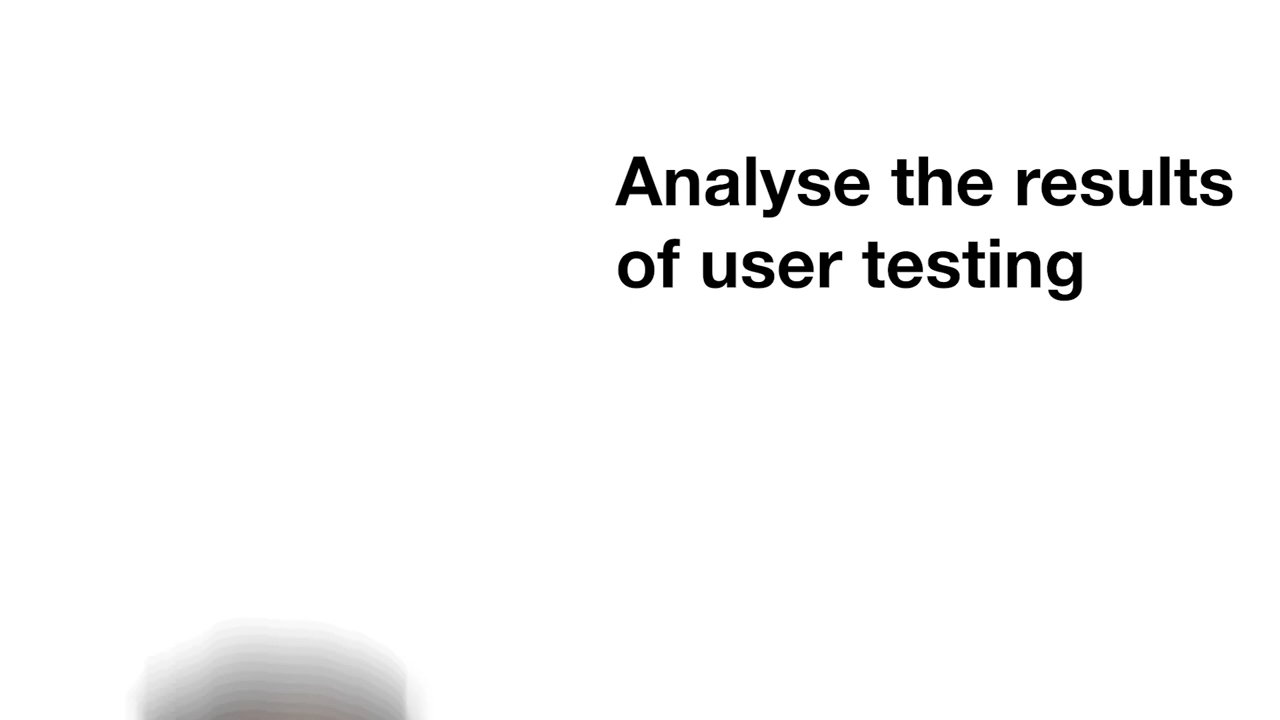 Analyse the results
of user testing